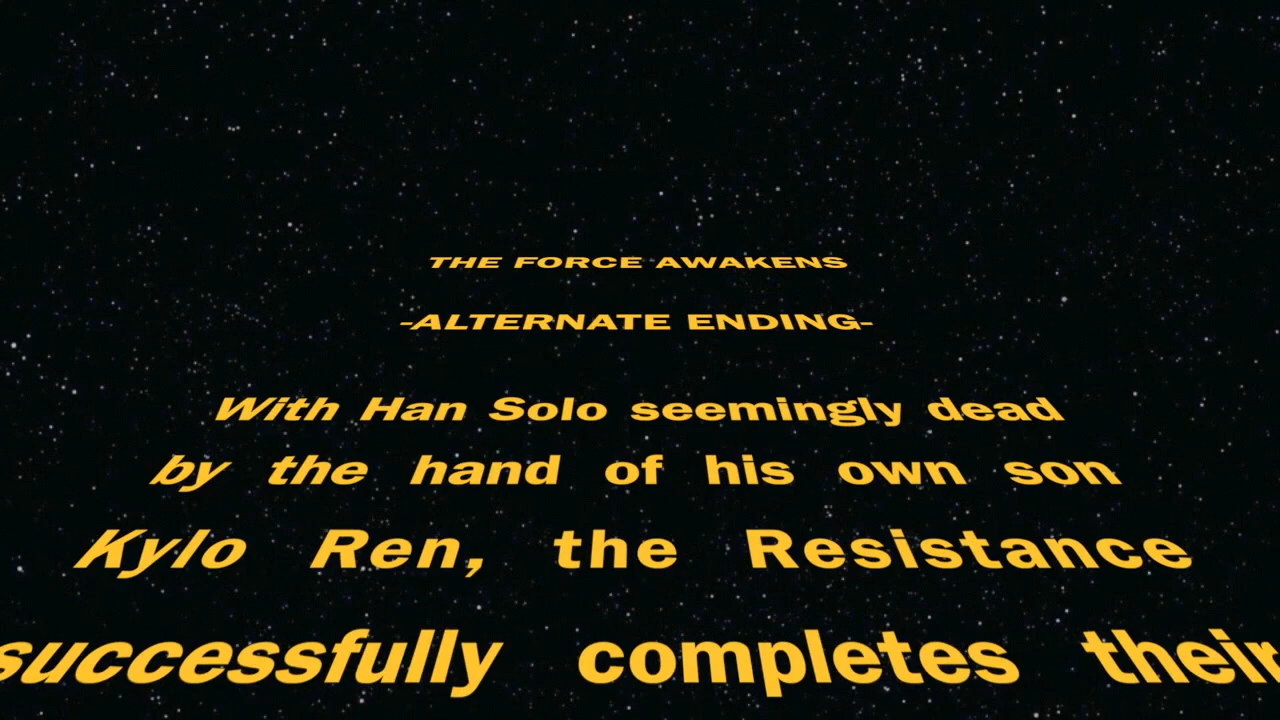 THE FORCE AWAKENS
-ALTERNATE ENDING-
With Han Solo seemingly dead
by the hand of his own son
Kylo Ren, the Resistance
successfully completes their